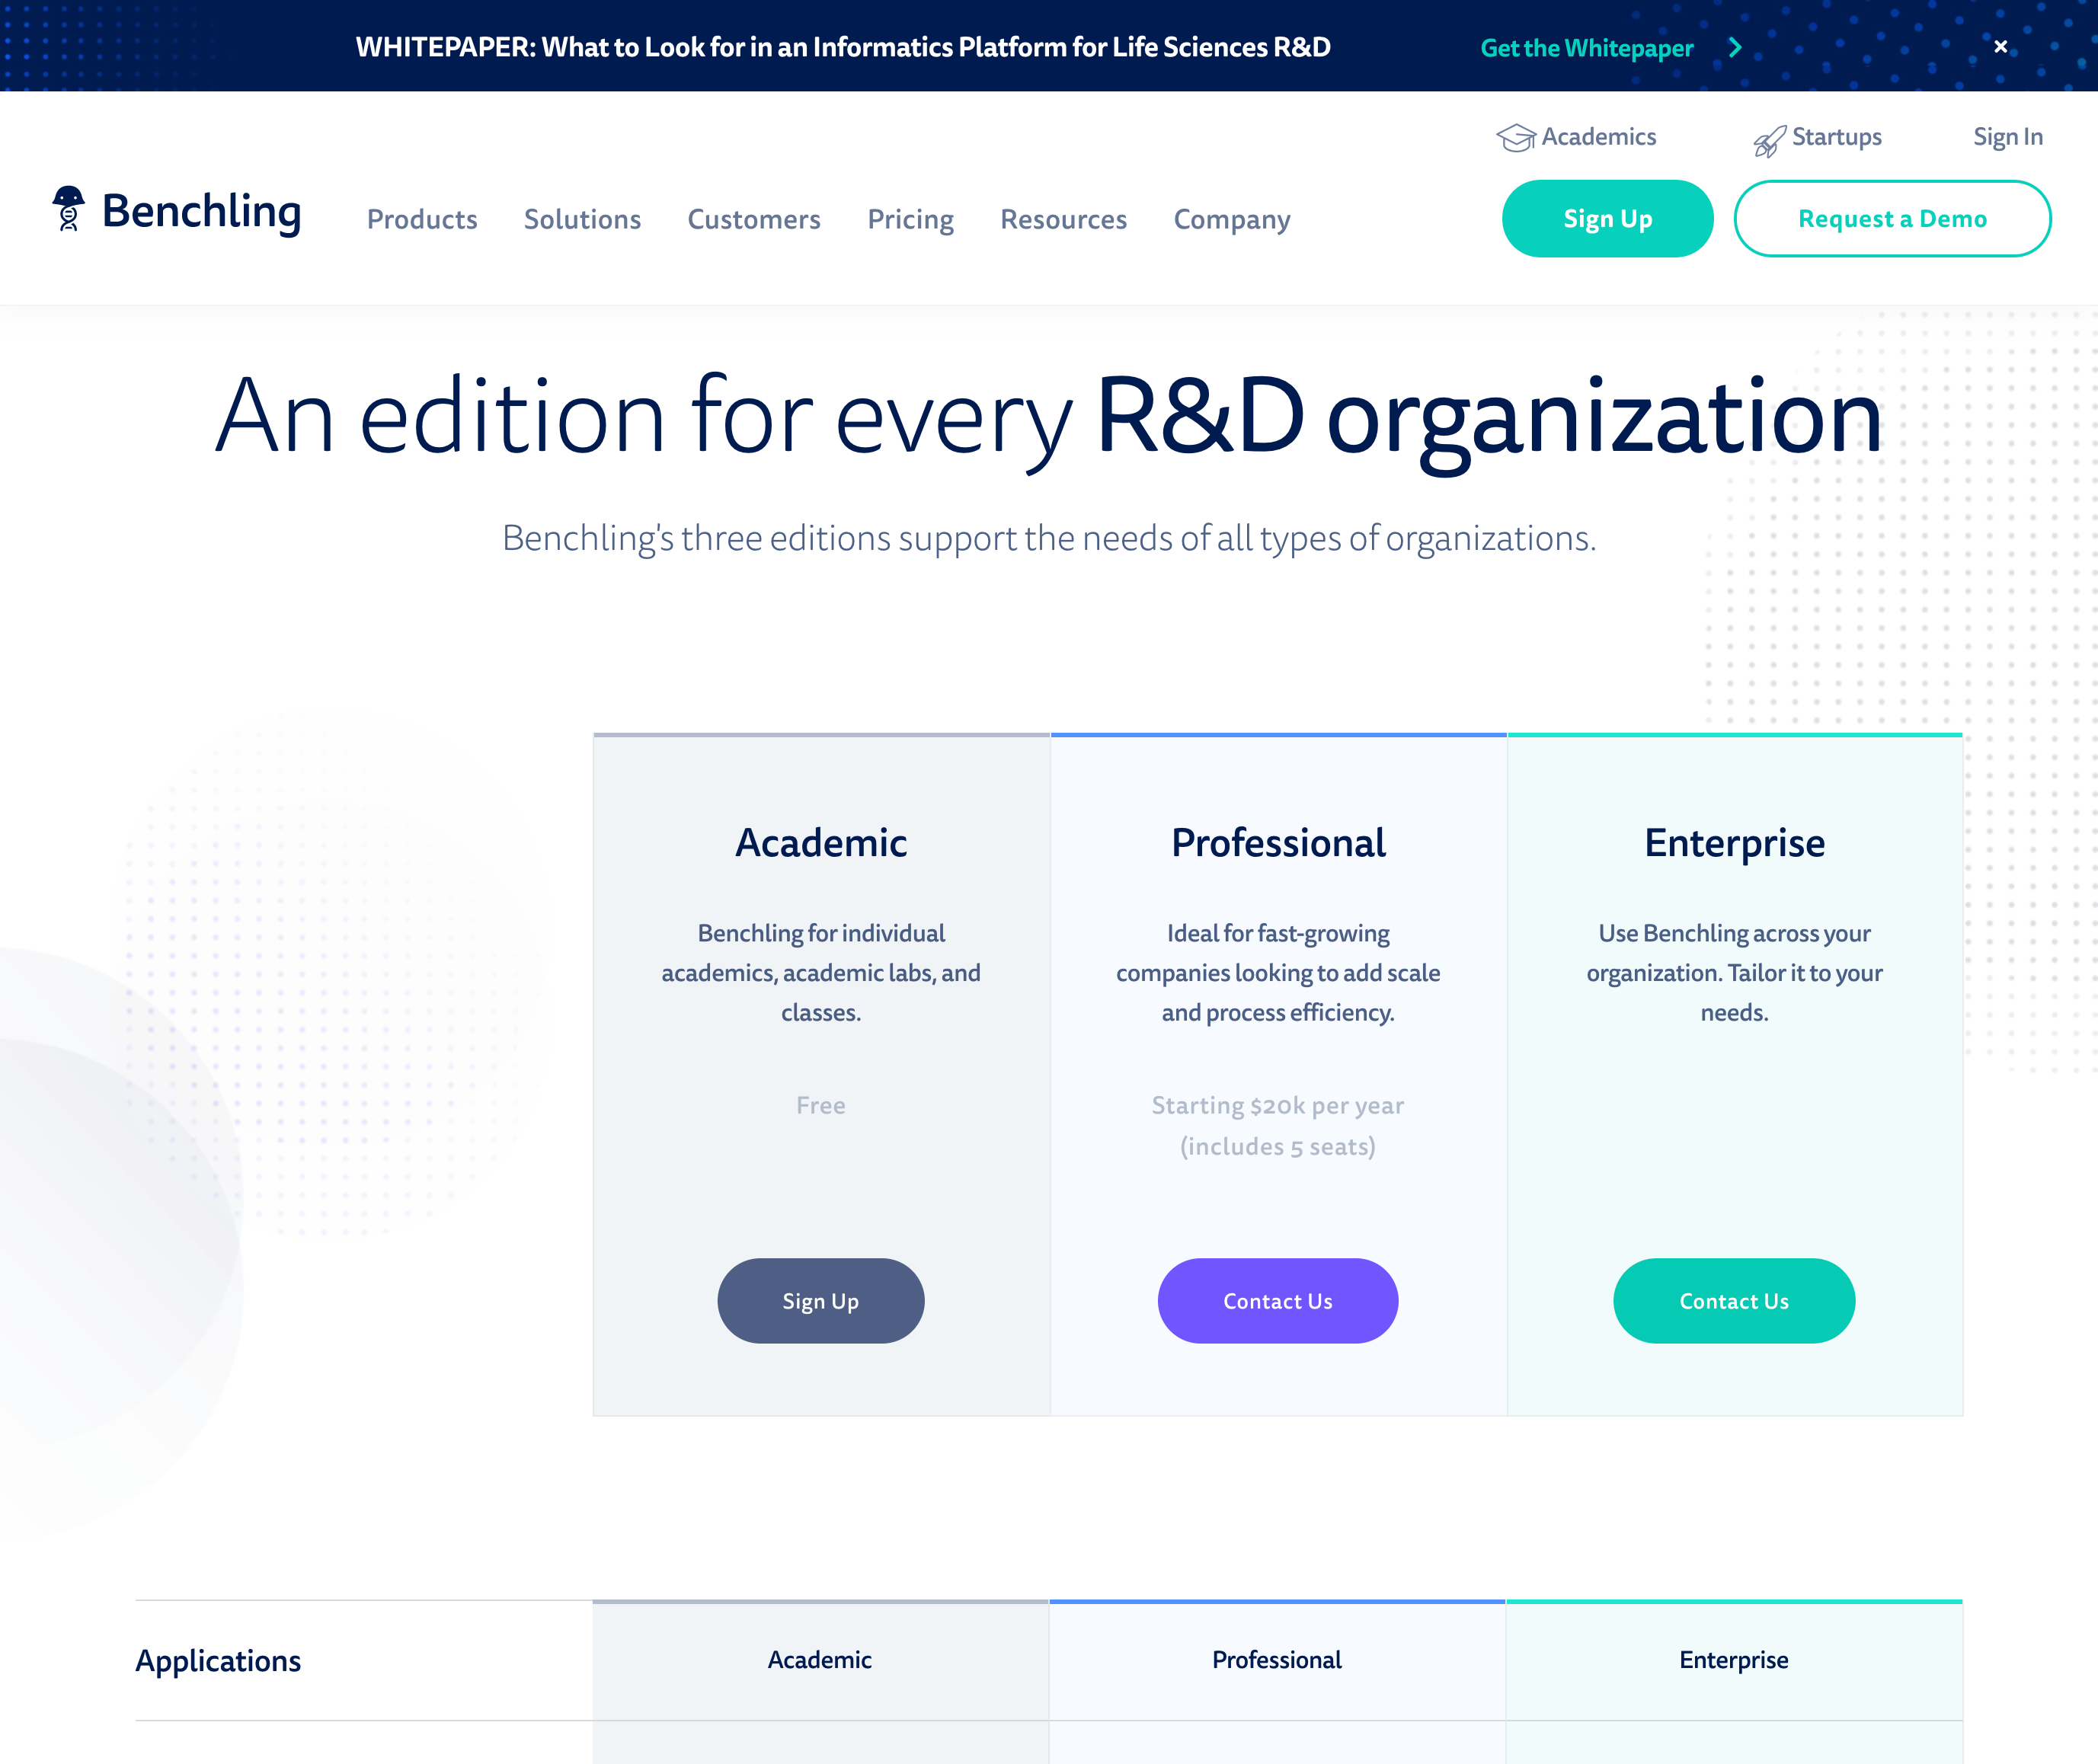 WHITEPAPER: What to Look for in an Informatics Platform for Life Sciences R&D
Get the Whitepaper
Academics
Startups
Sign In
Benchling
Products
Solutions
Customers
Pricing
Resources
Company
Sign Up
Request a Demo
An edition for every R&D organization
Benchling's three editions support the needs of all types of organizations.
Academic
Benchling for individual
academics, academic labs, and
classes.
Free
Sign Up
Professional
Ideal for fast-growing
companies looking to add scale
and process efficiency.
Starting $20k per year
(includes 5 seats)
Contact Us
Enterprise
Use Benchling across your
organization. Tailor it to your
needs.
Contact Us
Applications
Academic
Professional
Enterprise